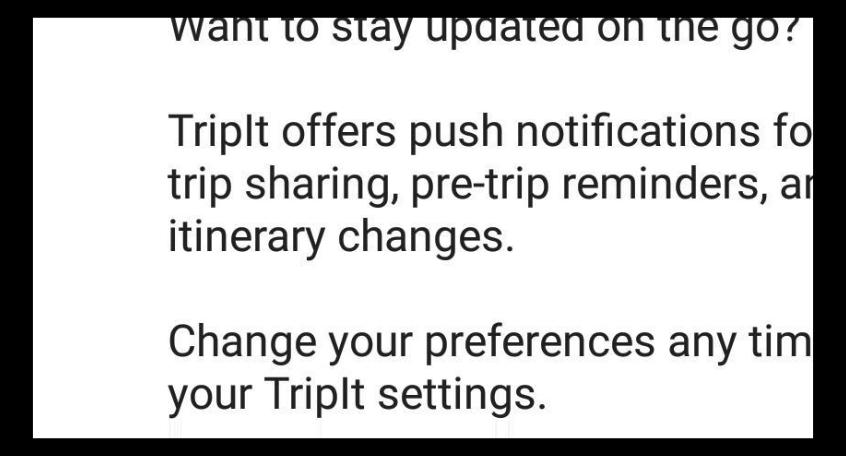 Want to stay updated on the go?
TripIt offers push notifications fo
trip sharing, pre-trip reminders, ar
itinerary changes.
Change your preferences any tim
your TripIt settings.